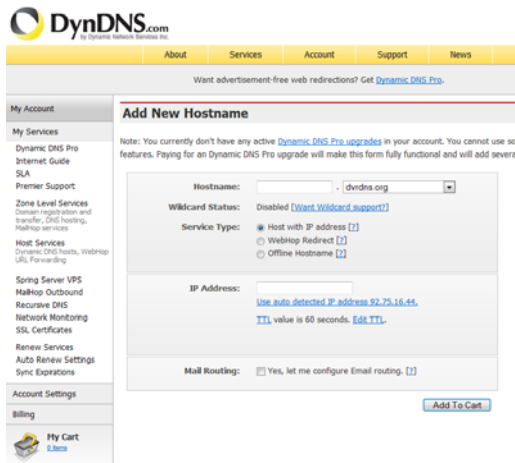 DynDNS.com
by Dynamic Network Services Inc.
About Services Account Support News
Want advertisement-free web redirections? Get Dynamic DNS Pro.
My Account
My Services
Dynamic DNS Pro
Internet Guide
SLA
Premier Support
Zone Level Services
Domain registration and
transfer, DNS hosting,
MailHop services
Host Services
Dynamic DNS hosts, WebHop
URL Forwarding
Spring Server VPS
MailHop Outbound
Recursive DNS
Network Monitoring
SSL Certificates
Renew Services
Auto Renew Settings
Sync Expirations
Account Settings
Billing
My Cart
0 items
Add New Hostname
Note: You currently don't have any active Dynamic DNS Pro upgrades in your account. You cannot use so
features. Paying for an Dynamic DNS Pro upgrade will make this form fully functional and will add severa
Hostname: . dvrdns.org
Wildcard Status: Disabled [Want Wildcard support?]
Service Type: Host with IP address [?]
WebHop Redirect [?]
Offline Hostname [?]
IP Address:
Use auto detected IP address 92.75.16.44.
TTL value is 60 seconds. Edit TTL.
Mail Routing: Yes, let me configure Email routing. [?]
Add To Cart